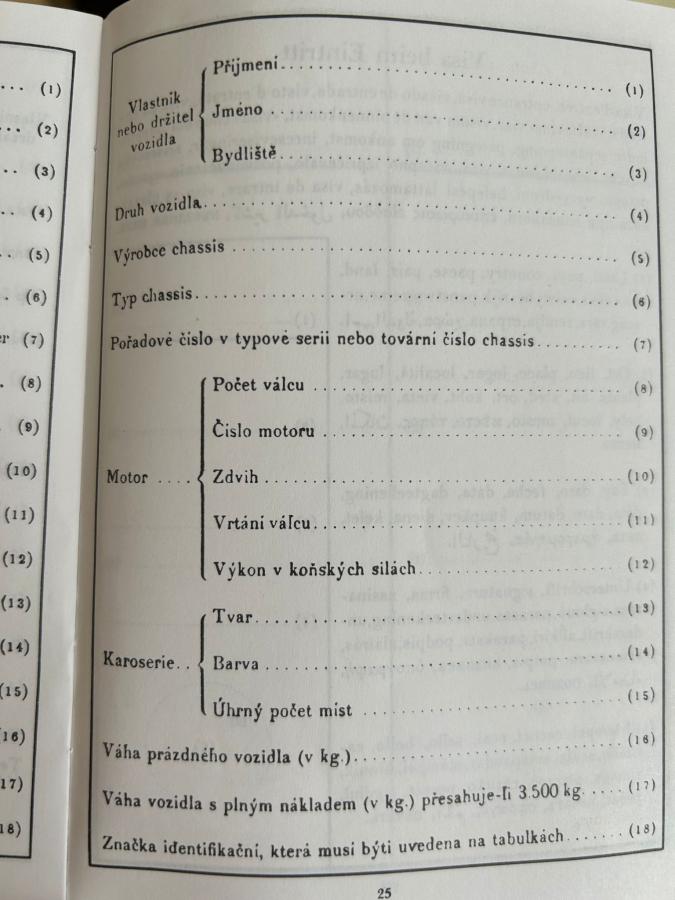 (1)
(2)
(3)
(4)
(5)
(6)
(7)
(8)
(9)
(10)
(11)
(12)
(13)
(14)
(15)
(16)
(17)
(18)
Vlastník
nebo držitel
vozidla
Příjmení (1)
Jméno (2)
Bydliště (3)
Druh vozidla (4)
Výrobce chassis (5)
Typ chassis (6)
Pořadové číslo v typové serii nebo tovární číslo chassis (7)
Motor
Počet válcu (8)
Číslo motoru (9)
Zdvih (10)
Vrtání váľcu (11)
Výkon v koňských silách (12)
Karoserie
Tvar (13)
Barva (14)
Úhrný počet míst (15)
Váha prázdného vozidla (v kg.) (16)
Váha vozidla s plným nákladem (v kg.) přesahuje-ľi 3.500 kg. (17)
Značka identifikační, která musí býti uvedena na tabulkách (18)
25